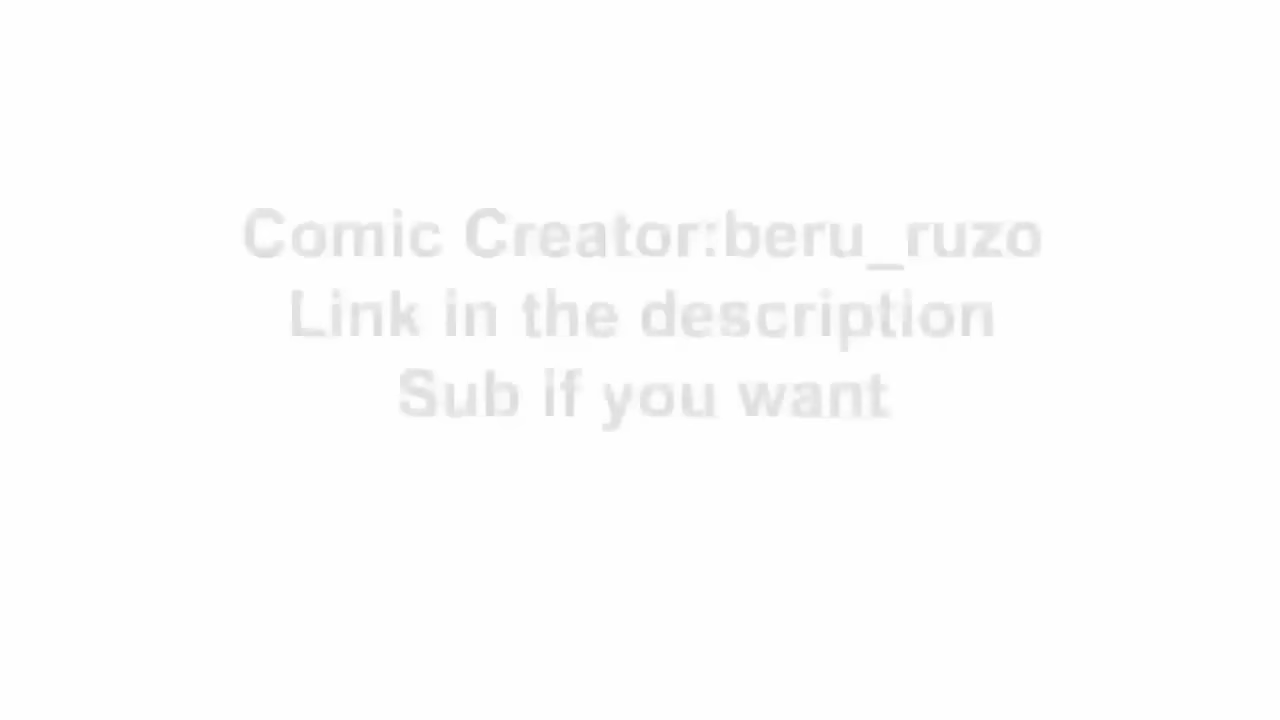 Comic Creator:beru_ruzo
Link in the description
Sub if you want